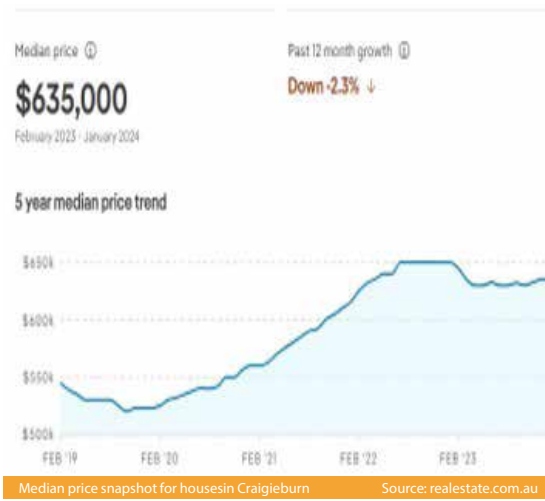 Median price ⓘ
$635,000
February 2023 - January 2024
Past 12 month growth ⓘ
Down -2.3% ↓
5 year median price trend
$650k
$600k
$550k
$500k
FEB '19 FEB '20 FEB '21 FEB '22 FEB '23
Median price snapshot for housesin Craigieburn Source: realestate.com.au